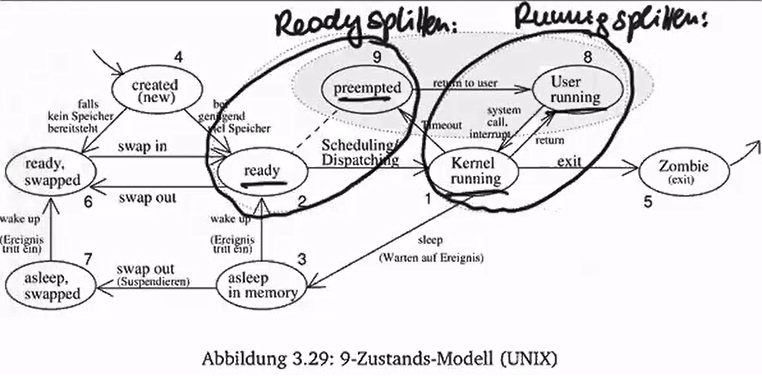 Ready splitten:
Running splitten:
4
created
(new)
9
preempted
8
User
running
return to user
falls
kein Speicher
bereitsteht
bei
genügend
viel Speicher
system
call,
interrupt
return
Timeout
ready,
swapped
6
swap in
swap out
ready
2
Scheduling/
Dispatching
Kernel
running
1
exit
Zombie
(exit)
5
wake up
(Ereignis
tritt ein)
wake up
(Ereignis
tritt ein)
sleep
(Warten auf Ereignis)
7
asleep,
swapped
swap out
(Suspendieren)
3
asleep
in memory
Abbildung 3.29: 9-Zustands-Modell (UNIX)